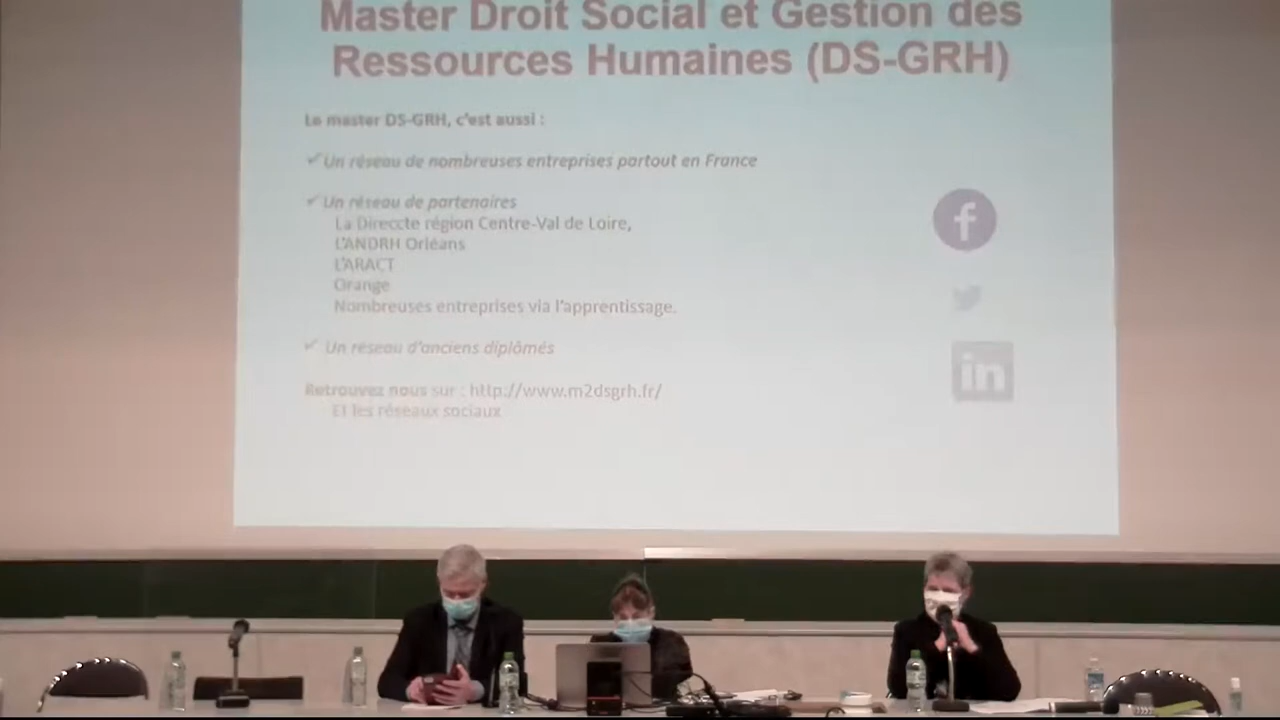 Master Droit Social et Gestion des
Ressources Humaines (DS-GRH)
Le master DS-GRH, c'est aussi :
✓ Un réseau de nombreuses entreprises partout en France
✓ Un réseau de partenaires
La Direccte région Centre-Val de Loire,
L'ANDRH Orléans
L'ARACT
Orange
Nombreuses entreprises via l'apprentissage.
✓ Un réseau d'anciens diplômés
Retrouvez nous sur : http://www.m2dsgrh.fr/
Et les réseaux sociaux
f
in